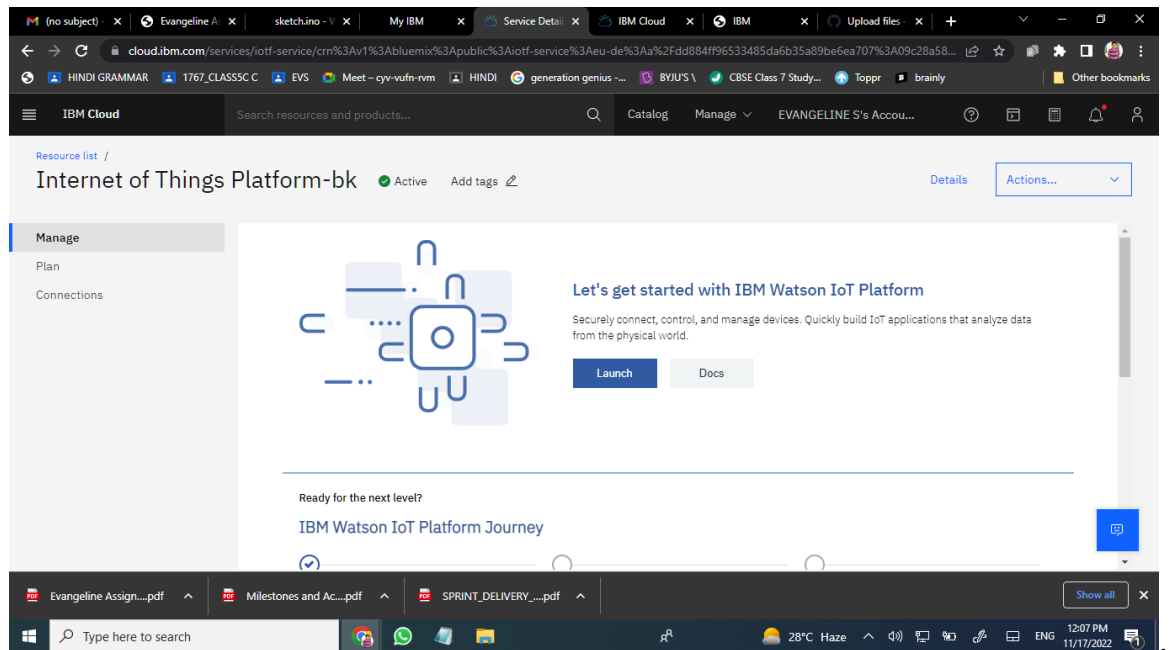 (no subject) -
Evangeline A
sketch.ino - W
My IBM
Service Detail
IBM Cloud
IBM
Upload files ·
cloud.ibm.com/services/iotf-service/crn%3Av1%3Abluemix%3Apublic%3Aiotf-service%3Aeu-de%3Aa%2Fdd884ff96533485da6b35a89be6ea707%3A09c28a58...
HINDI GRAMMAR
1767_CLASS5C C
EVS
Meet – cyv-vufn-rvm
HINDI
generation genius -...
BYJU'S \
CBSE Class 7 Study...
Toppr
brainly
Other bookmarks
IBM Cloud
Search resources and products...
Catalog
Manage
EVANGELINE S's Accou...
Resource list /
Internet of Things Platform-bk
Active
Add tags
Details
Actions...
Manage
Plan
Connections
Let's get started with IBM Watson IoT Platform
Securely connect, control, and manage devices. Quickly build IoT applications that analyze data
from the physical world.
Launch
Docs
Ready for the next level?
IBM Watson IoT Platform Journey
Evangeline Assign....pdf
Milestones and Ac....pdf
SPRINT_DELIVERY_....pdf
Show all
Type here to search
28°C Haze
ENG
12:07 PM
11/17/2022
1